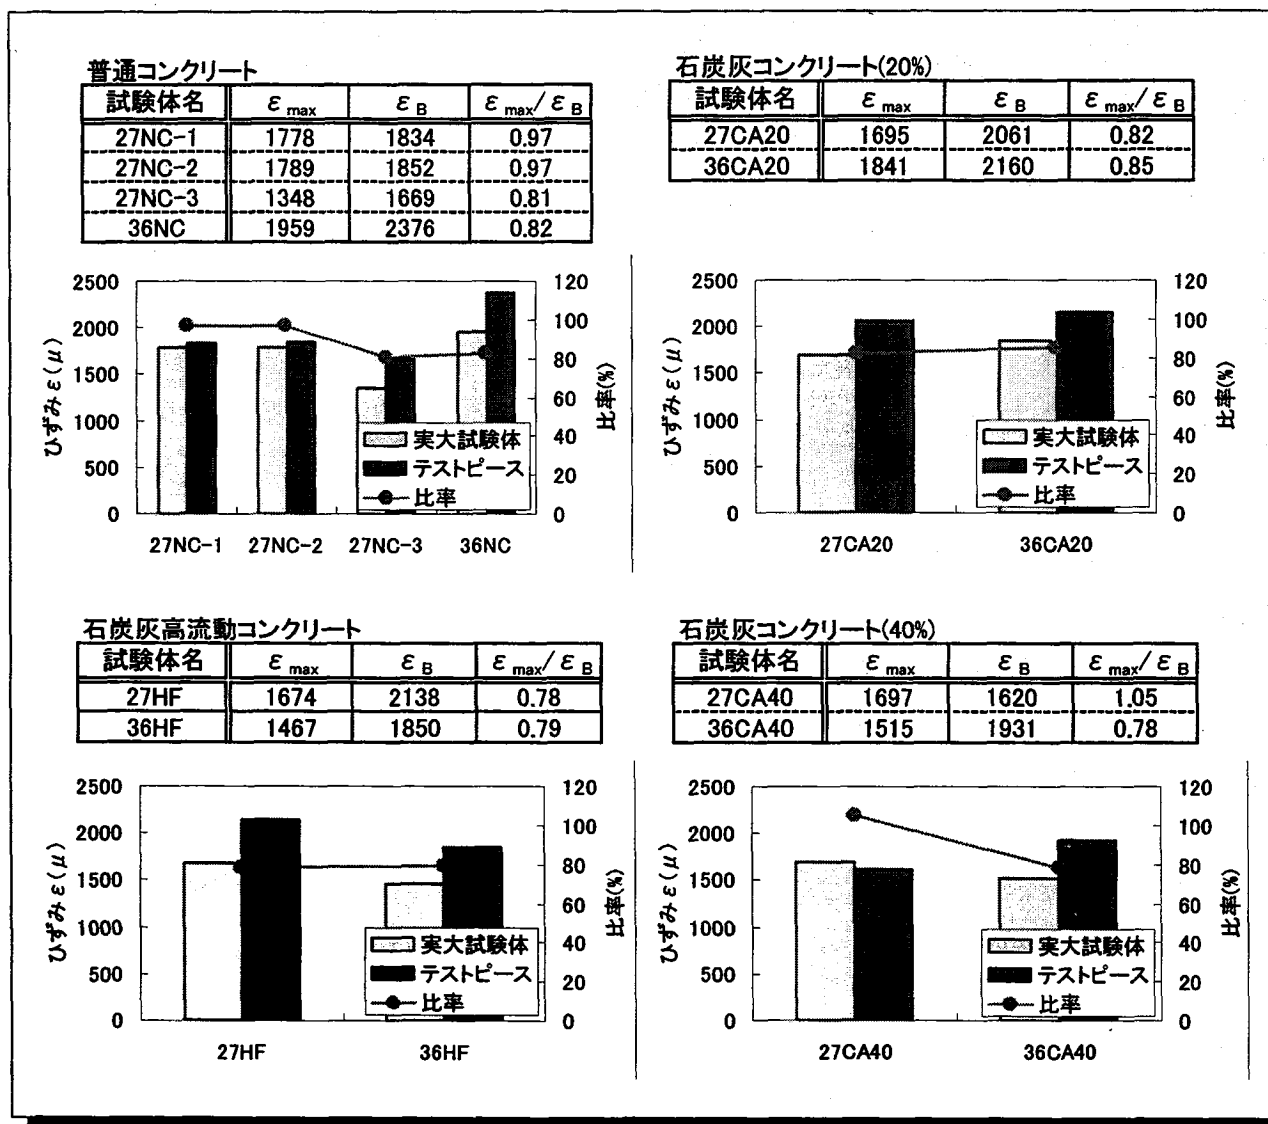 普通コンクリート
試験体名 ε max ε B ε max/ ε B
27NC-1 1778 1834 0.97
27NC-2 1789 1852 0.97
27NC-3 1348 1669 0.81
36NC 1959 2376 0.82
石炭灰コンクリート(20%)
試験体名 ε max ε B ε max/ ε B
27CA20 1695 2061 0.82
36CA20 1841 2160 0.85
2500
2000
1500
1000
500
0
ひずみ ε (μ)
120
100
80
60
40
20
0
比率(%)
実大試験体
テストピース
比率
27NC-1 27NC-2 27NC-3 36NC
2500
2000
1500
1000
500
0
ひずみ ε (μ)
120
100
80
60
40
20
0
比率(%)
実大試験体
テストピース
比率
27CA20 36CA20
石炭灰高流動コンクリート
試験体名 ε max ε B ε max/ ε B
27HF 1674 2138 0.78
36HF 1467 1850 0.79
石炭灰コンクリート(40%)
試験体名 ε max ε B ε max/ ε B
27CA40 1697 1620 1.05
36CA40 1515 1931 0.78
2500
2000
1500
1000
500
0
ひずみ ε (μ)
120
100
80
60
40
20
0
比率(%)
実大試験体
テストピース
比率
27HF 36HF
2500
2000
1500
1000
500
0
ひずみ ε (μ)
120
100
80
60
40
20
0
比率(%)
実大試験体
テストピース
比率
27CA40 36CA40